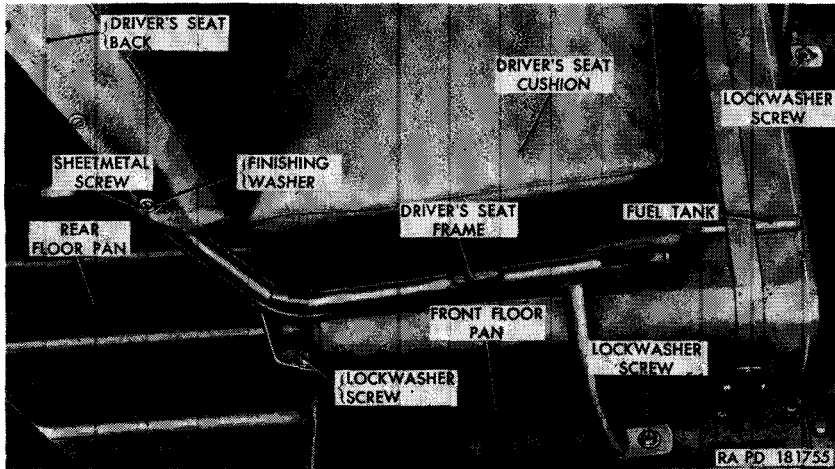 DRIVER'S SEAT
BACK
DRIVER'S SEAT
CUSHION
LOCKWASHER
SCREW
SHEETMETAL
SCREW
FINISHING
WASHER
REAR
FLOOR PAN
DRIVER'S SEAT
FRAME
FUEL TANK
FRONT FLOOR
PAN
LOCKWASHER
SCREW
LOCKWASHER
SCREW
RA PD 181755